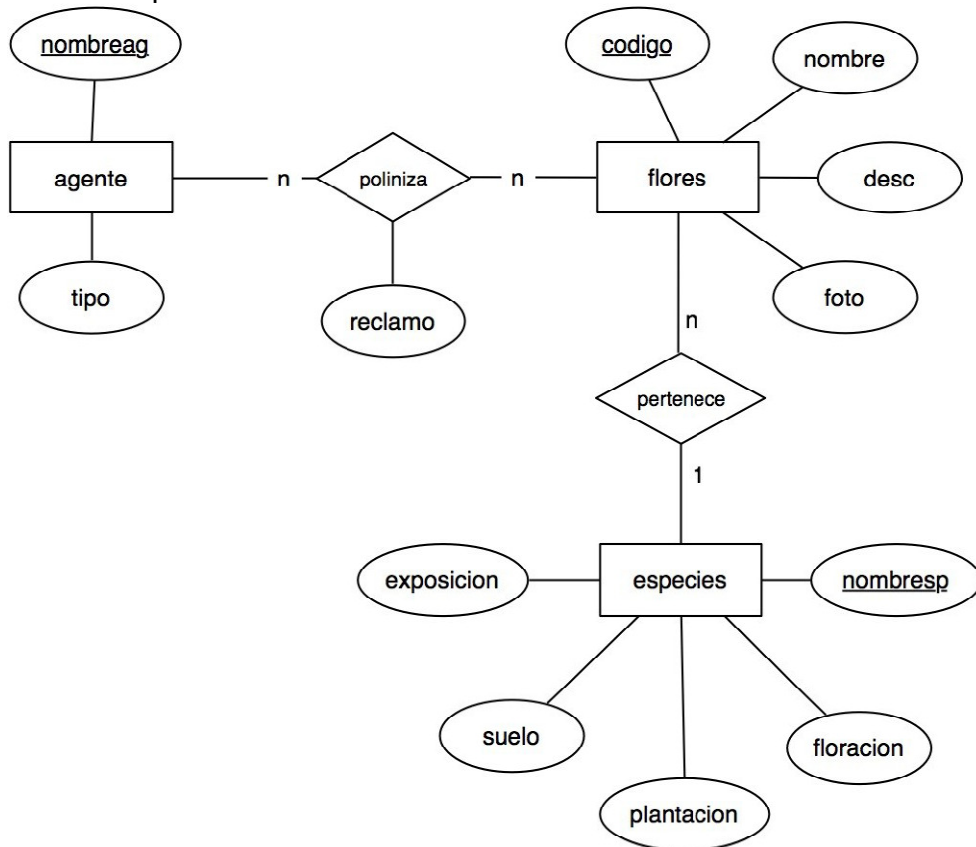 nombreag
codigo
nombre
agente
n
poliniza
n
flores
desc
tipo
reclamo
foto
n
pertenece
1
exposicion
especies
nombresp
suelo
floracion
plantacion